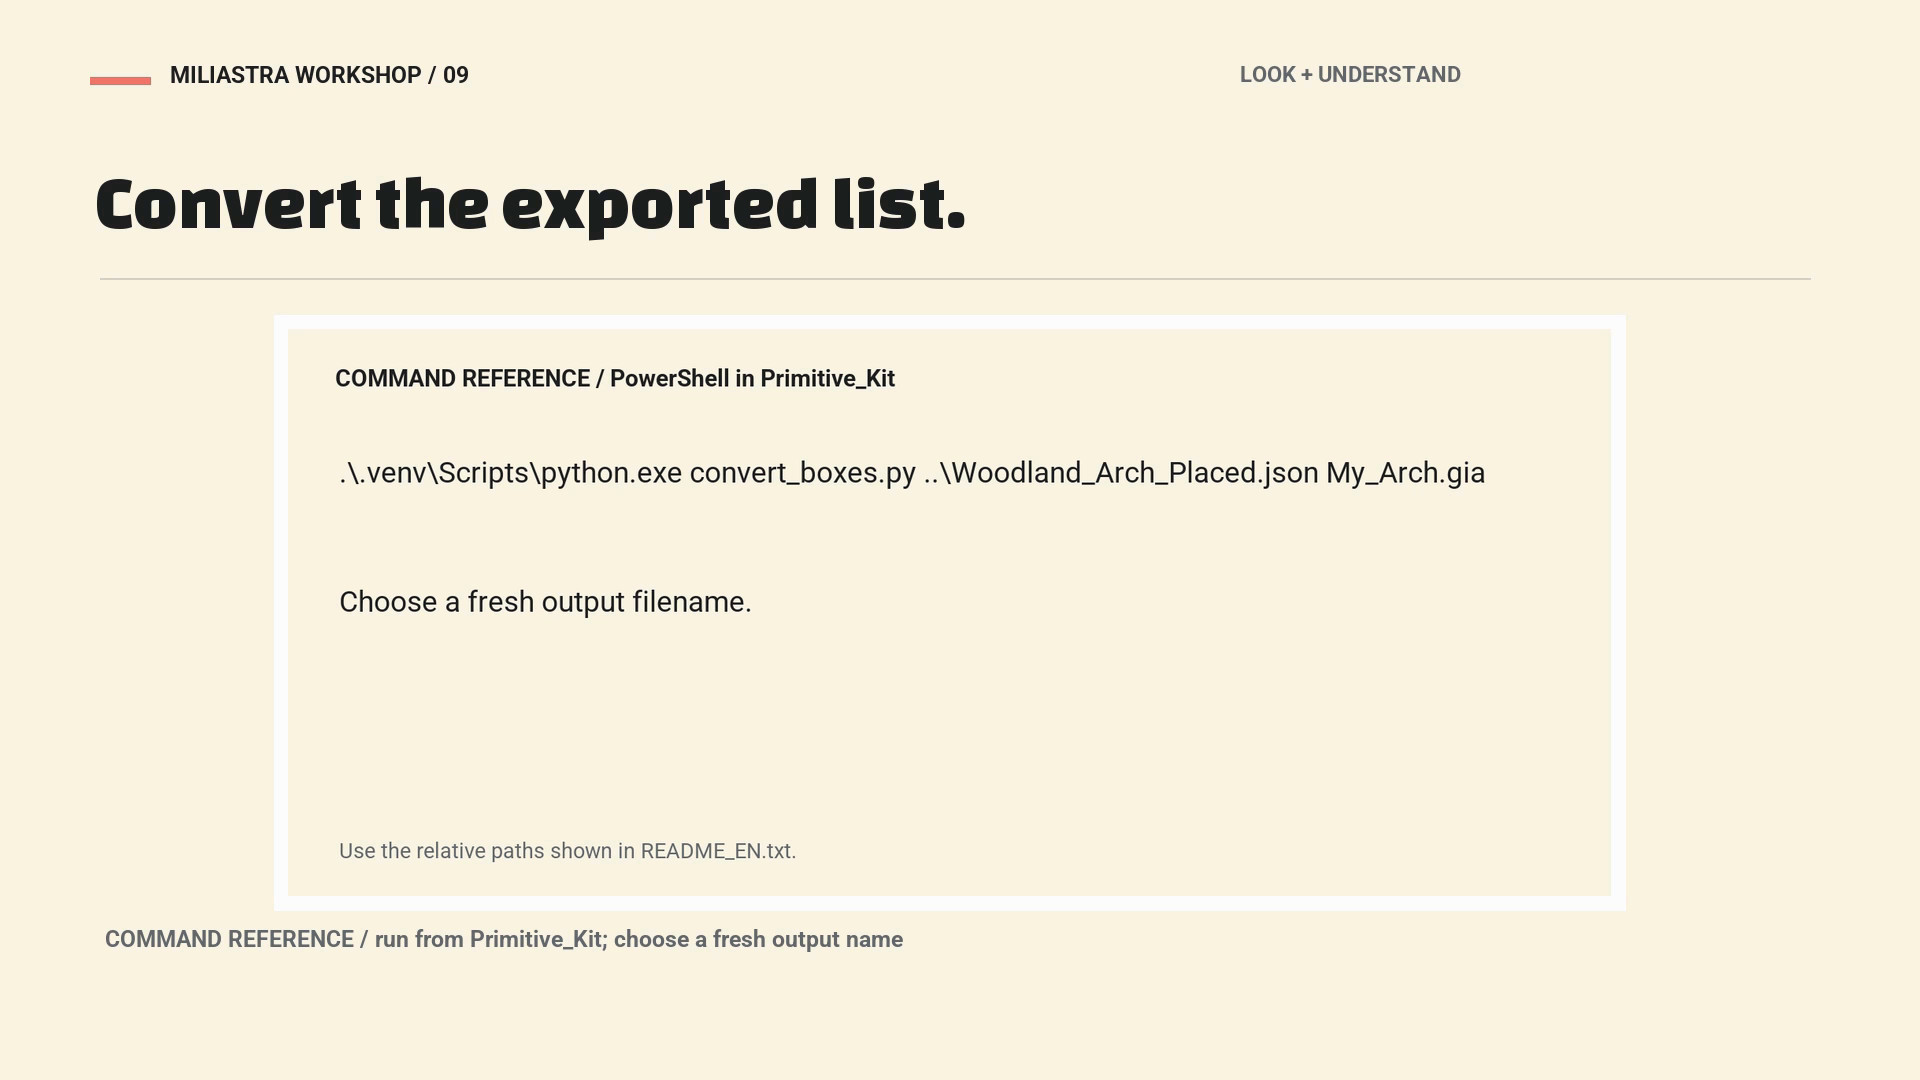 MILIASTRA WORKSHOP / 09
LOOK + UNDERSTAND
Convert the exported list.
COMMAND REFERENCE / PowerShell in Primitive_Kit
.\.venv\Scripts\python.exe convert_boxes.py ..\Woodland_Arch_Placed.json My_Arch.gia
Choose a fresh output filename.
Use the relative paths shown in README_EN.txt.
COMMAND REFERENCE / run from Primitive_Kit; choose a fresh output name